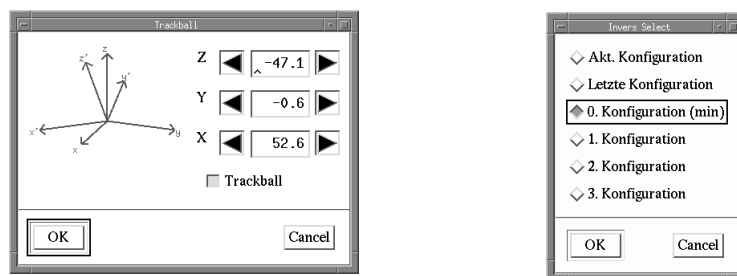 Trackball
z' z y' x' x y
Z -47.1
Y -0.6
X 52.6
Trackball
OK Cancel
Invers Select
Akt. Konfiguration
Letzte Konfiguration
0. Konfiguration (min)
1. Konfiguration
2. Konfiguration
3. Konfiguration
OK Cancel